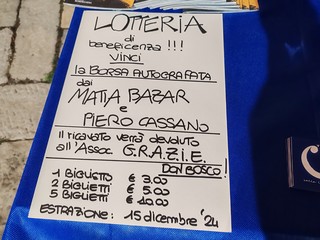 LOTTERIA
di
beneficenza !!!
VINCI
la BORSA AUTOGRAFATA
dai
MATIA BAZAR
e
PIERO CASSANO
Il ricavato verrà devoluto
all'Assoc. G.R.A.Z.I.E.
DON BOSCO!
1 BIGLIETTO € 3.00
2 BIGLIETTI € 5.00
5 BIGLIETTI € 10.00
ESTRAZIONE: 15 dicembre '24